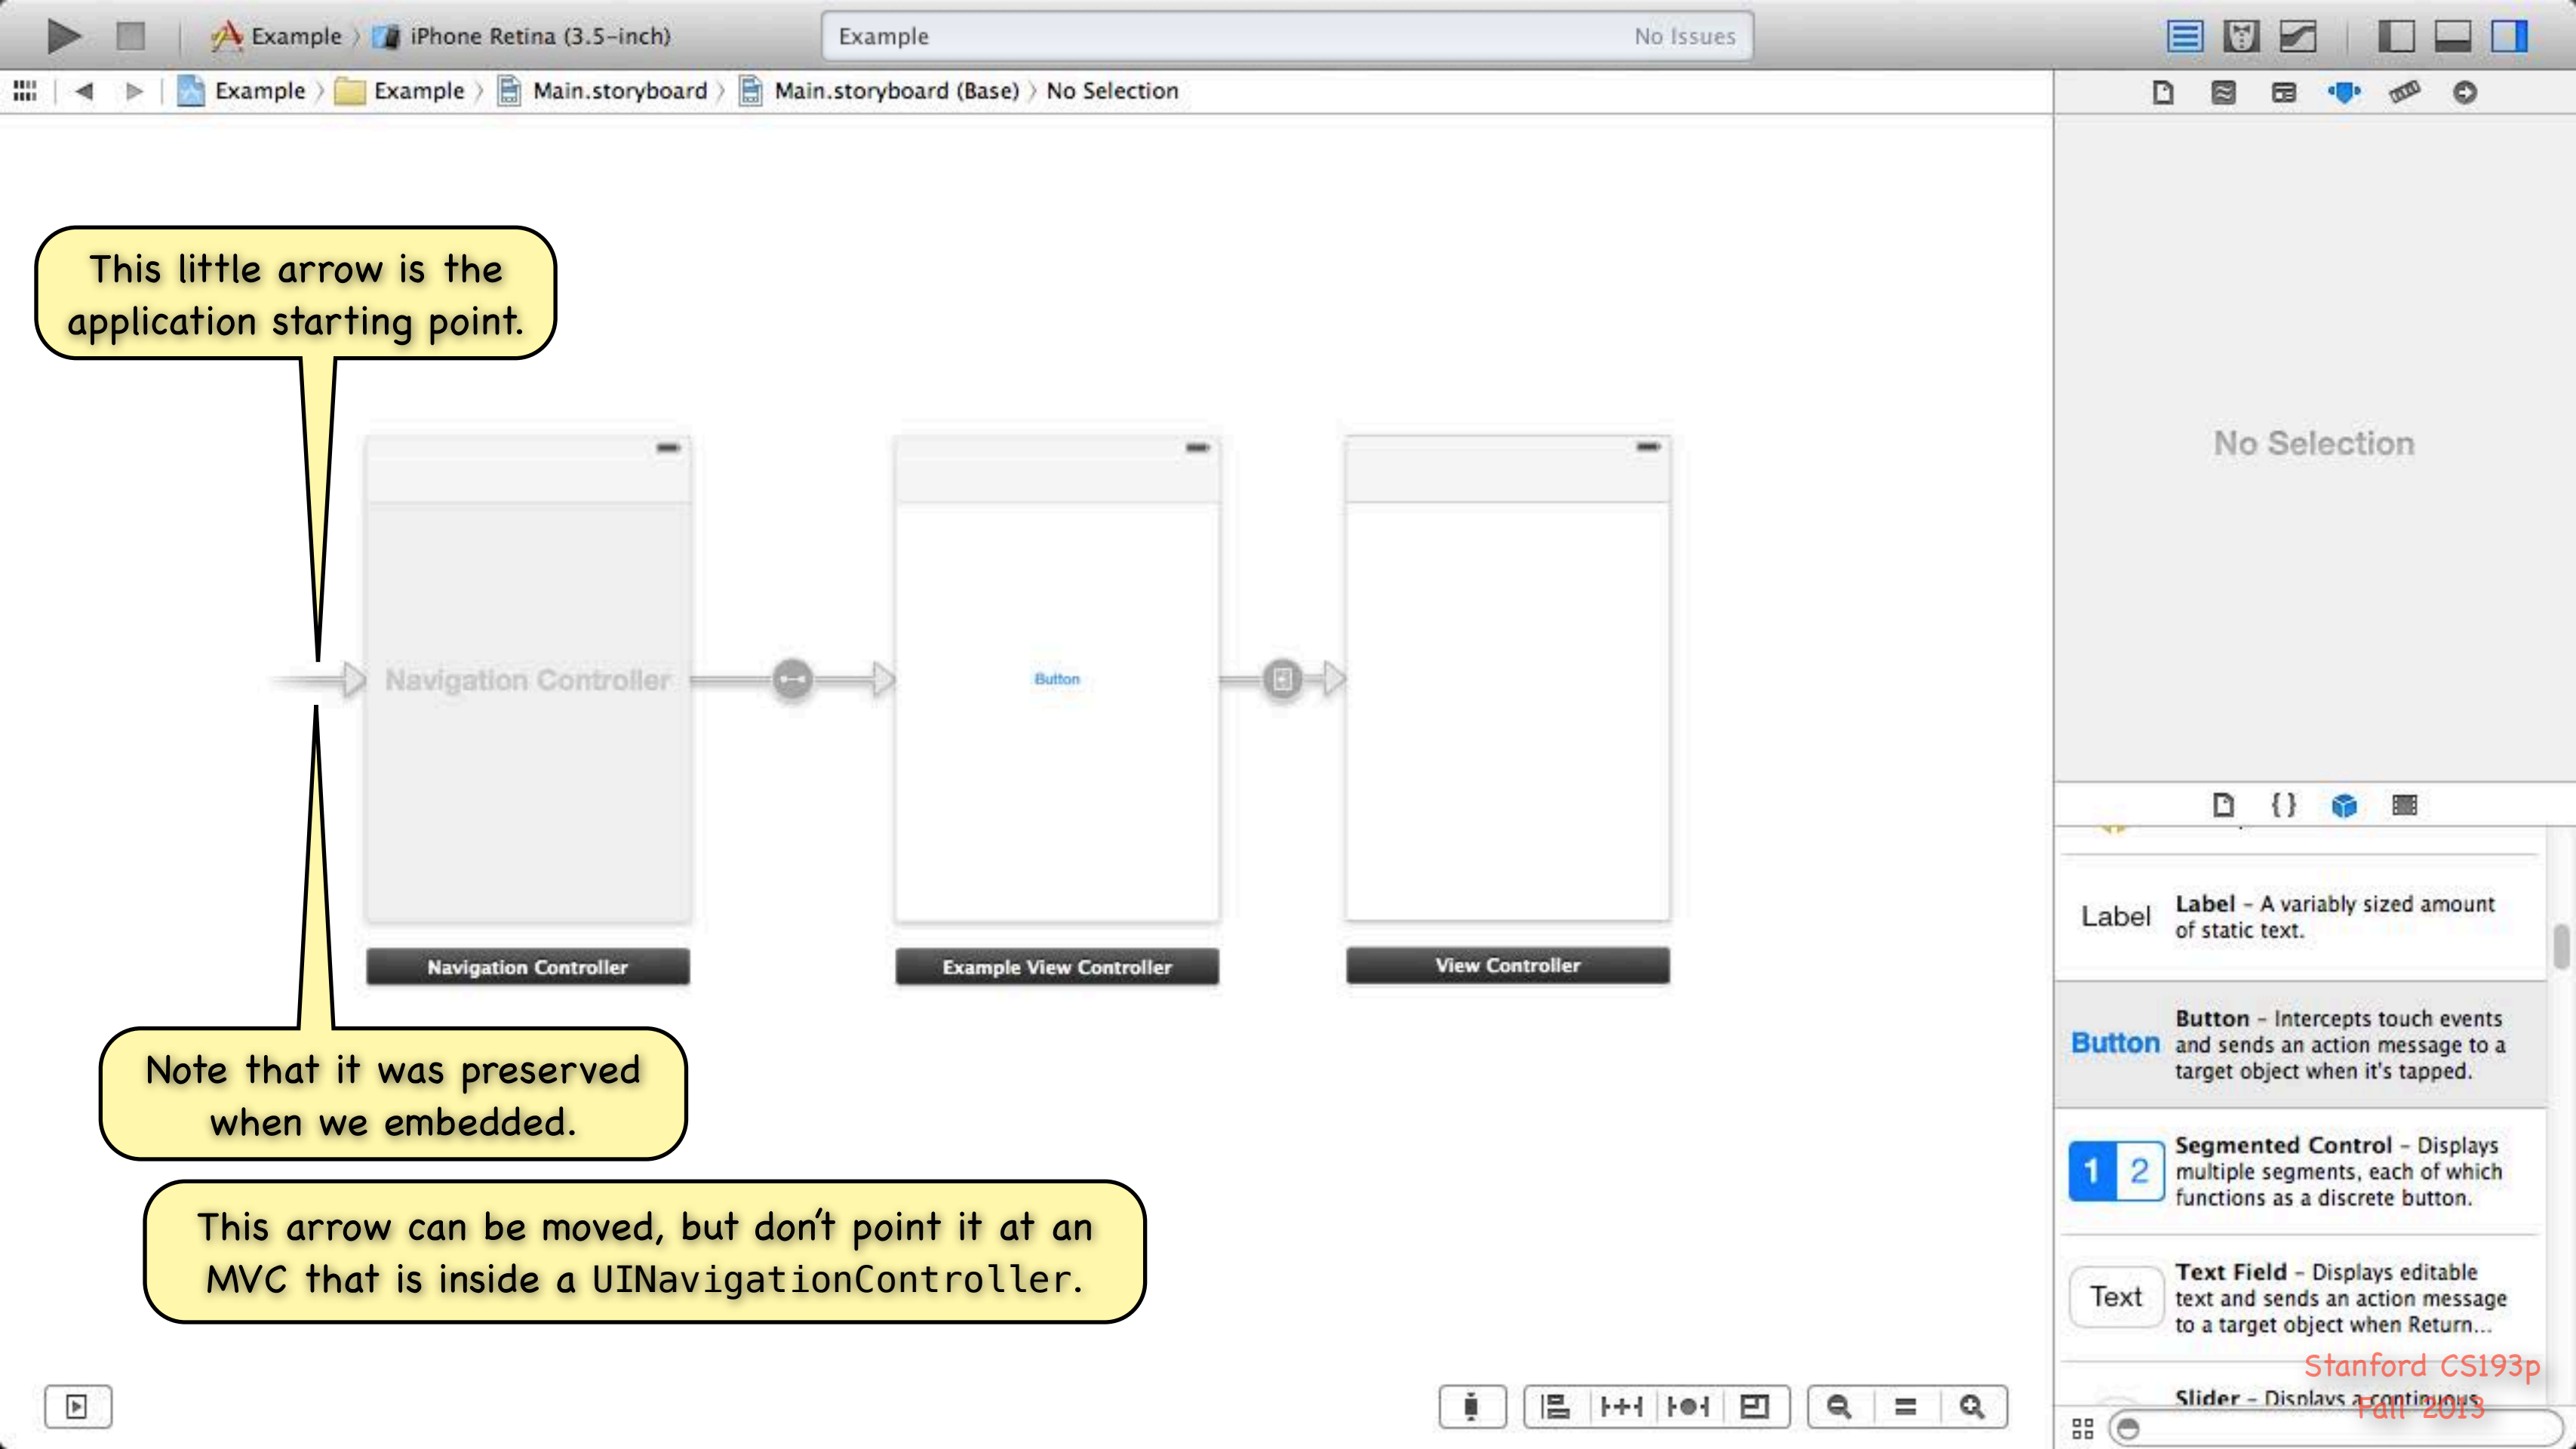 Example
iPhone Retina (3.5-inch)
Example
No Issues
Example
Example
Main.storyboard
Main.storyboard (Base)
No Selection
This little arrow is the
application starting point.
No Selection
Navigation Controller
Button
Navigation Controller
Example View Controller
View Controller
Note that it was preserved
when we embedded.
This arrow can be moved, but don't point it at an
MVC that is inside a UINavigationController.
{ }
Label
Label - A variably sized amount
of static text.
Button
Button - Intercepts touch events
and sends an action message to a
target object when it's tapped.
1 2
Segmented Control - Displays
multiple segments, each of which
functions as a discrete button.
Text
Text Field - Displays editable
text and sends an action message
to a target object when Return...
Slider - Displays a continuous
Stanford CS193p
Fall 2013